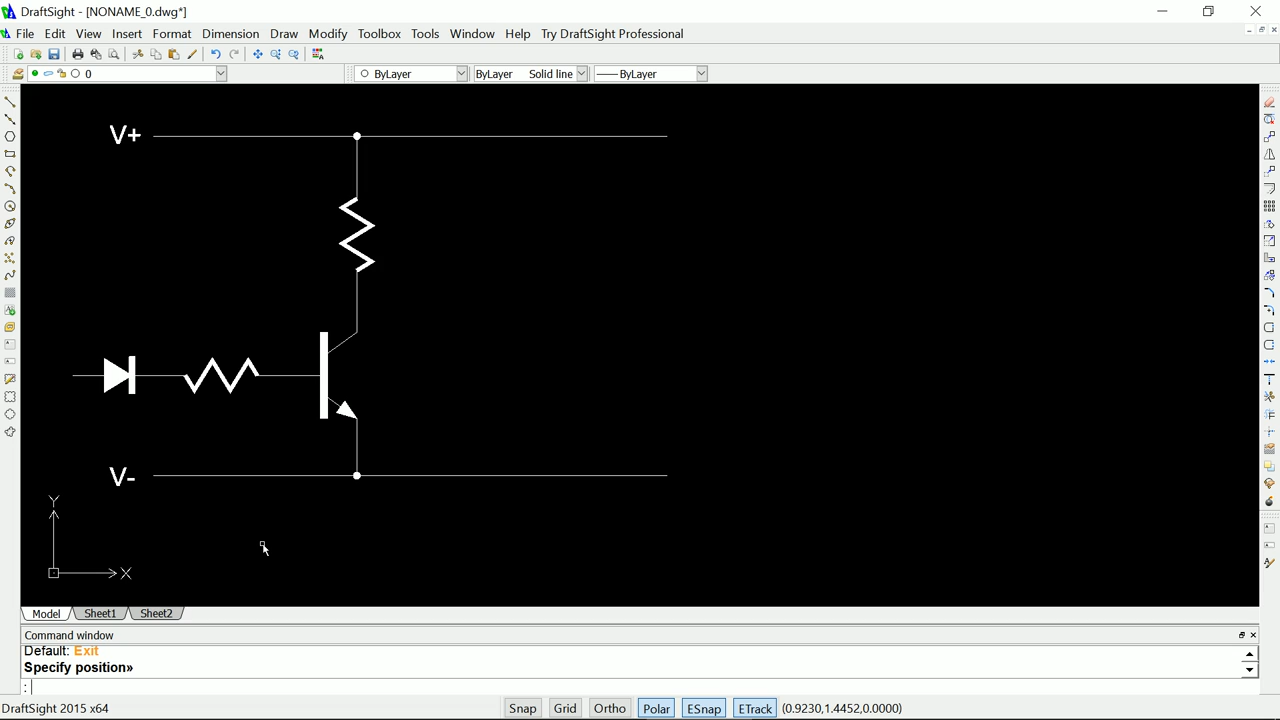 DraftSight - [NONAME_0.dwg*]
File Edit View Insert Format Dimension Draw Modify Toolbox Tools Window Help Try DraftSight Professional
0 ByLayer ByLayer Solid line ByLayer
V+
V-
Y
X
Model Sheet1 Sheet2
Command window
Default: Exit
Specify position»
:
DraftSight 2015 x64 Snap Grid Ortho Polar ESnap ETrack (0.9230,1.4452,0.0000)